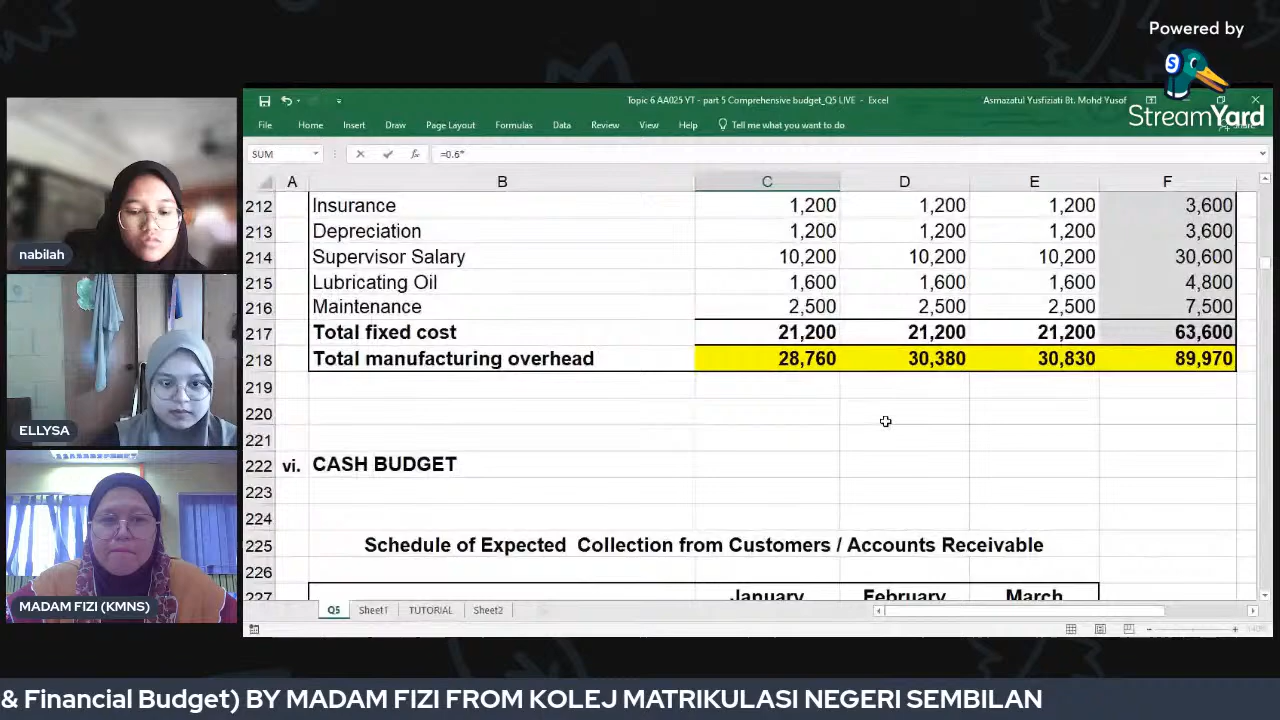 Powered by
StreamYard
Topic 6 AA025 YT - part 5 Comprehensive budget_Q5 LIVE - Excel
Asmazatul Yusfiziati Bt. Mohd Yusof
File Home Insert Draw Page Layout Formulas Data Review View Help Tell me what you want to do
SUM =0.6*
A B C D E F
212 Insurance 1,200 1,200 1,200 3,600
213 Depreciation 1,200 1,200 1,200 3,600
214 Supervisor Salary 10,200 10,200 10,200 30,600
215 Lubricating Oil 1,600 1,600 1,600 4,800
216 Maintenance 2,500 2,500 2,500 7,500
217 Total fixed cost 21,200 21,200 21,200 63,600
218 Total manufacturing overhead 28,760 30,380 30,830 89,970
219
220
221
222 vi. CASH BUDGET
223
224
225 Schedule of Expected Collection from Customers / Accounts Receivable
226
227 January February March
Q5 Sheet1 TUTORIAL Sheet2
nabilah
ELLYSA
MADAM FIZI (KMNS)
& Financial Budget) BY MADAM FIZI FROM KOLEJ MATRIKULASI NEGERI SEMBILAN